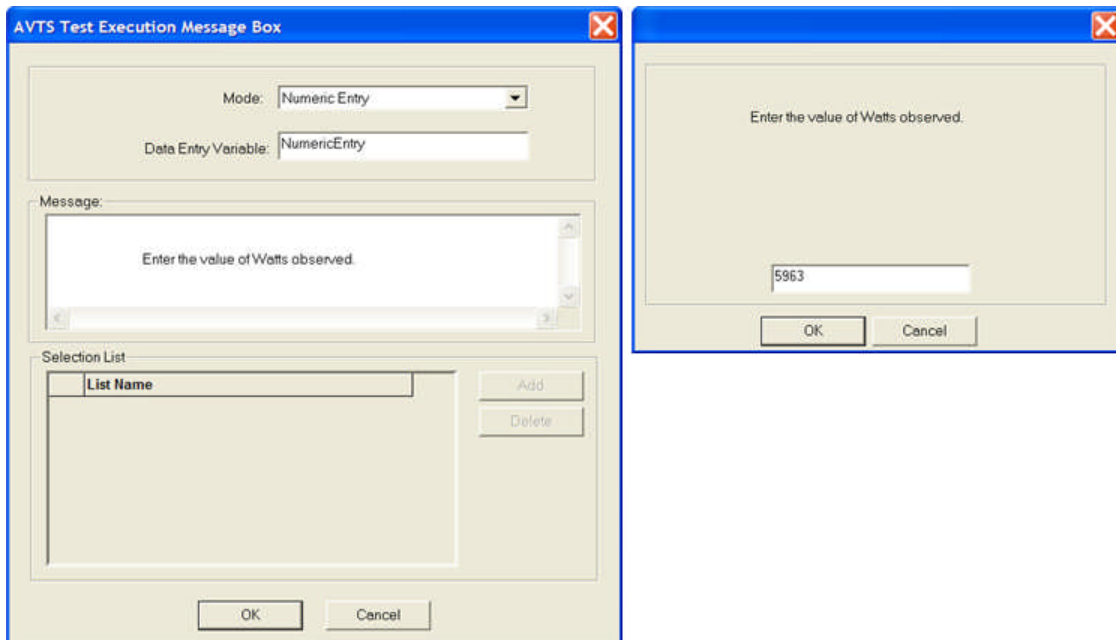 AVTS Test Execution Message Box
Mode: Numeric Entry
Data Entry Variable: NumericEntry
Message:
Enter the value of Watts observed.
Selection List
List Name
Add
Delete
OK Cancel
Enter the value of Watts observed.
5963
OK Cancel